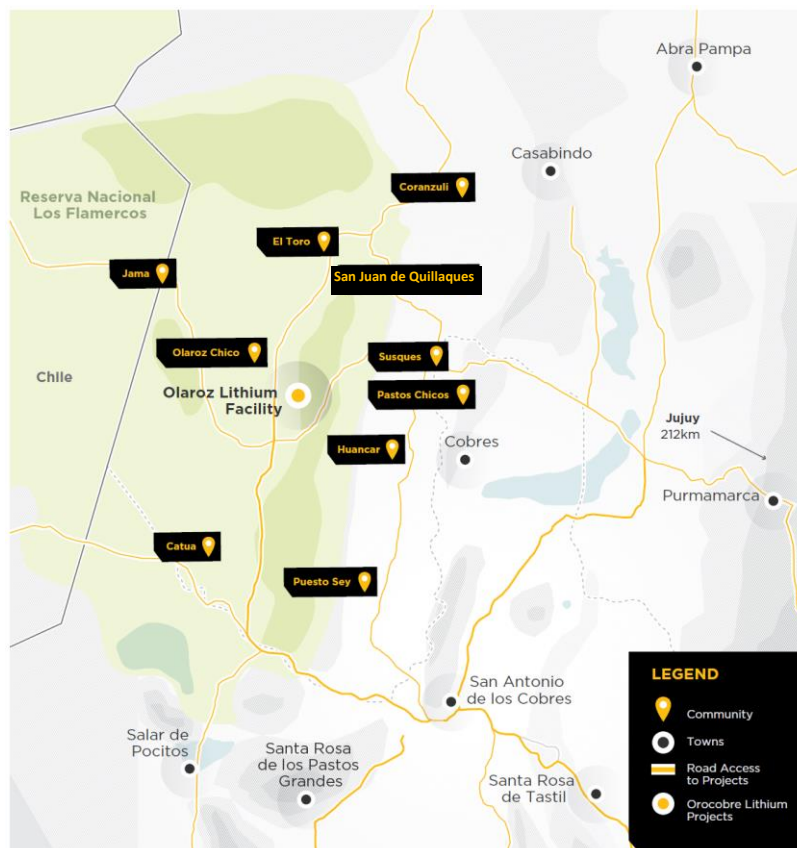 Abra Pampa
Casabindo
Coranzuli
Reserva Nacional
Los Flamercos
El Toro
Jama
San Juan de Quillaques
Olaroz Chico
Susques
Chile
Olaroz Lithium
Facility
Pastos Chicos
Jujuy
212km
Huancar
Cobres
Purmamarca
Catua
Puesto Sey
San Antonio
de los Cobres
Salar de
Pocitos
Santa Rosa
de los Pastos
Grandes
Santa Rosa
de Tastil
LEGEND
Community
Towns
Road Access
to Projects
Orocobre Lithium
Projects